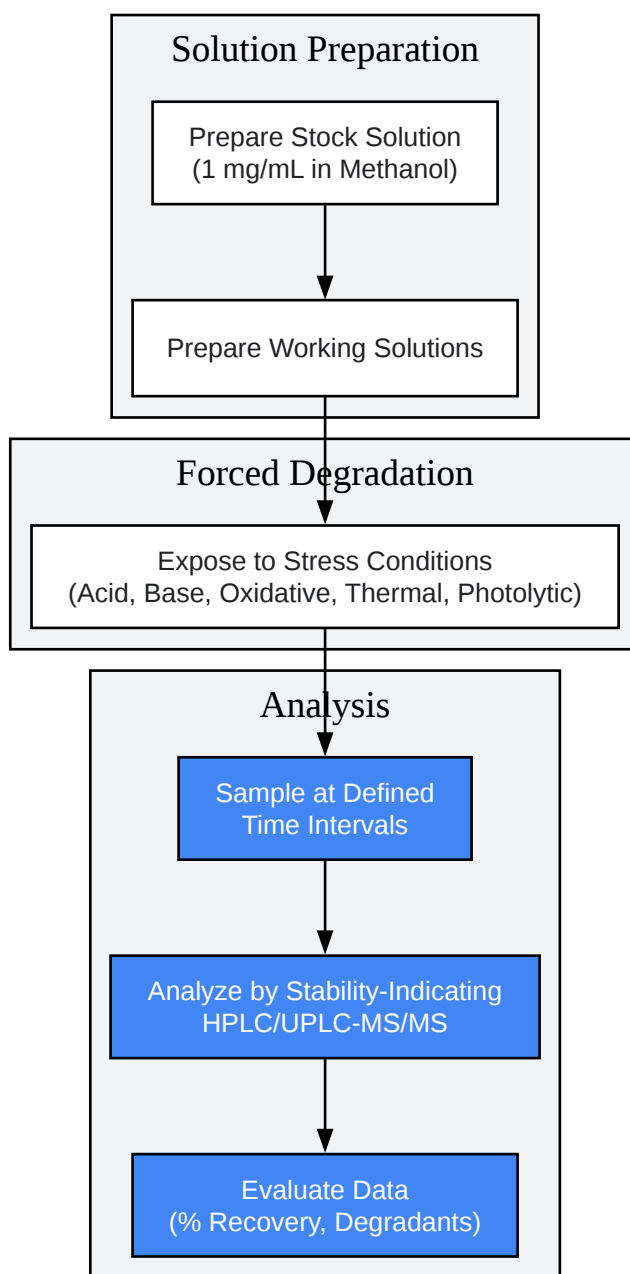 Solution Preparation
Prepare Stock Solution
(1 mg/mL in Methanol)
Prepare Working Solutions
Forced Degradation
Expose to Stress Conditions
(Acid, Base, Oxidative, Thermal, Photolytic)
Analysis
Sample at Defined
Time Intervals
Analyze by Stability-Indicating
HPLC/UPLC-MS/MS
Evaluate Data
(% Recovery, Degradants)